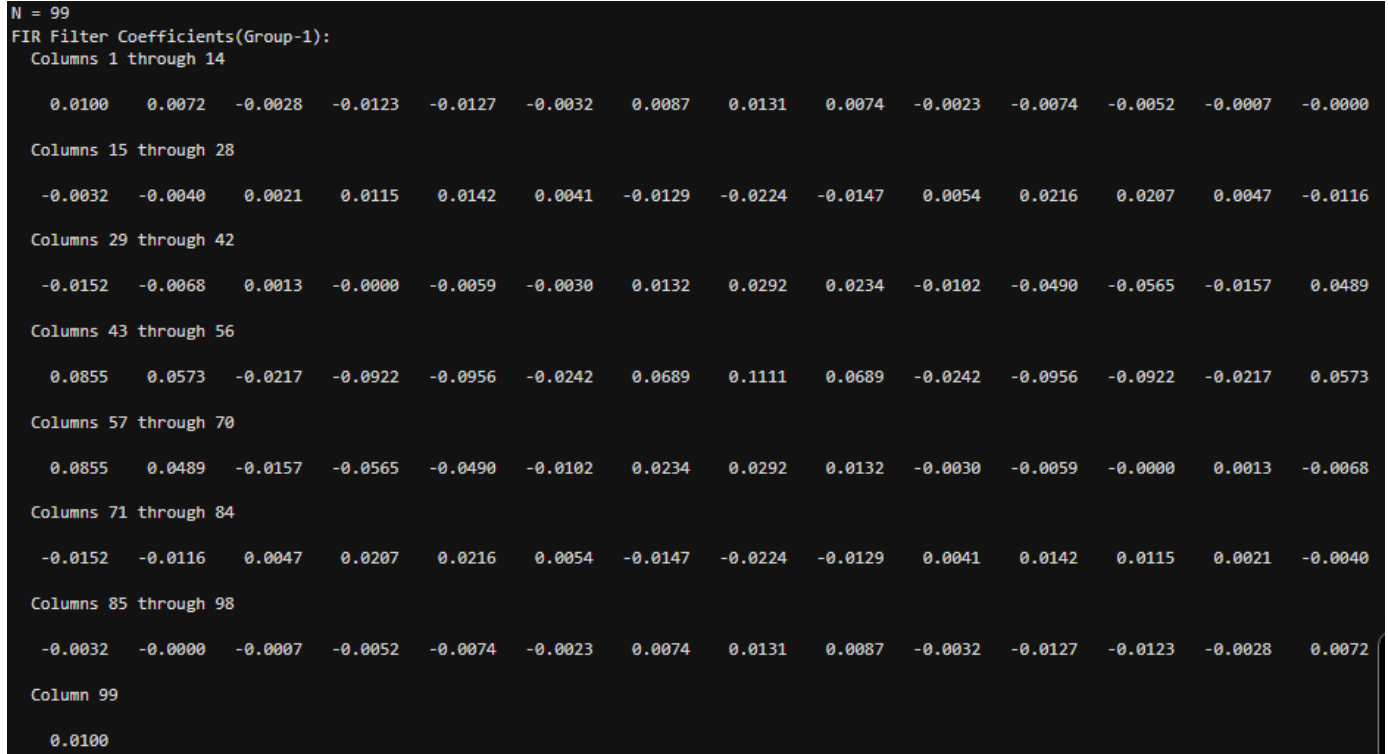 N = 99
FIR Filter Coefficients(Group-1):
Columns 1 through 14
0.0100 0.0072 -0.0028 -0.0123 -0.0127 -0.0032 0.0087 0.0131 0.0074 -0.0023 -0.0074 -0.0052 -0.0007 -0.0000
Columns 15 through 28
-0.0032 -0.0040 0.0021 0.0115 0.0142 0.0041 -0.0129 -0.0224 -0.0147 0.0054 0.0216 0.0207 0.0047 -0.0116
Columns 29 through 42
-0.0152 -0.0068 0.0013 -0.0000 -0.0059 -0.0030 0.0132 0.0292 0.0234 -0.0102 -0.0490 -0.0565 -0.0157 0.0489
Columns 43 through 56
0.0855 0.0573 -0.0217 -0.0922 -0.0956 -0.0242 0.0689 0.1111 0.0689 -0.0242 -0.0956 -0.0922 -0.0217 0.0573
Columns 57 through 70
0.0855 0.0489 -0.0157 -0.0565 -0.0490 -0.0102 0.0234 0.0292 0.0132 -0.0030 -0.0059 -0.0000 0.0013 -0.0068
Columns 71 through 84
-0.0152 -0.0116 0.0047 0.0207 0.0216 0.0054 -0.0147 -0.0224 -0.0129 0.0041 0.0142 0.0115 0.0021 -0.0040
Columns 85 through 98
-0.0032 -0.0000 -0.0007 -0.0052 -0.0074 -0.0023 0.0074 0.0131 0.0087 -0.0032 -0.0127 -0.0123 -0.0028 0.0072
Column 99
0.0100